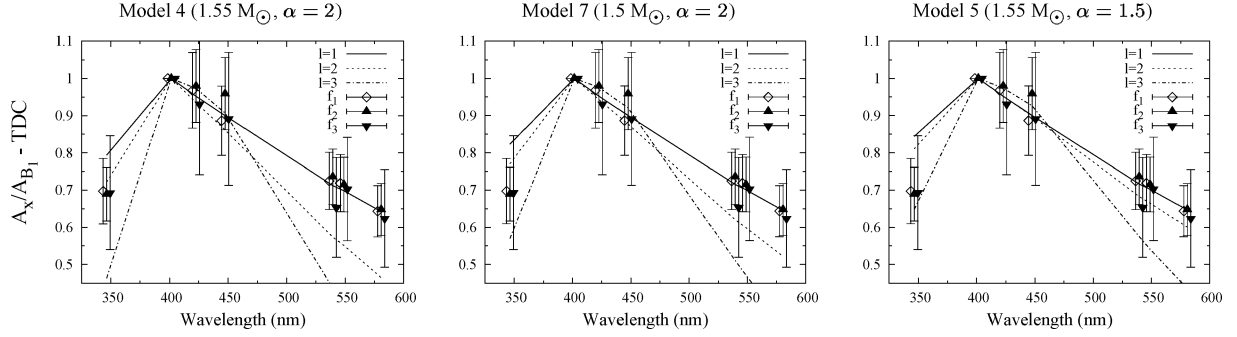 Model 4 (1.55 M☉, α = 2)
Model 7 (1.5 M☉, α = 2)
Model 5 (1.55 M☉, α = 1.5)
A_x/A_B₁ - TDC
1.1
1
0.9
0.8
0.7
0.6
0.5
350 400 450 500 550 600
Wavelength (nm)
l=1
l=2
l=3
f₁
f₂
f₃
1.1
1
0.9
0.8
0.7
0.6
0.5
350 400 450 500 550 600
Wavelength (nm)
l=1
l=2
l=3
f₁
f₂
f₃
1.1
1
0.9
0.8
0.7
0.6
0.5
350 400 450 500 550 600
Wavelength (nm)
l=1
l=2
l=3
f₁
f₂
f₃